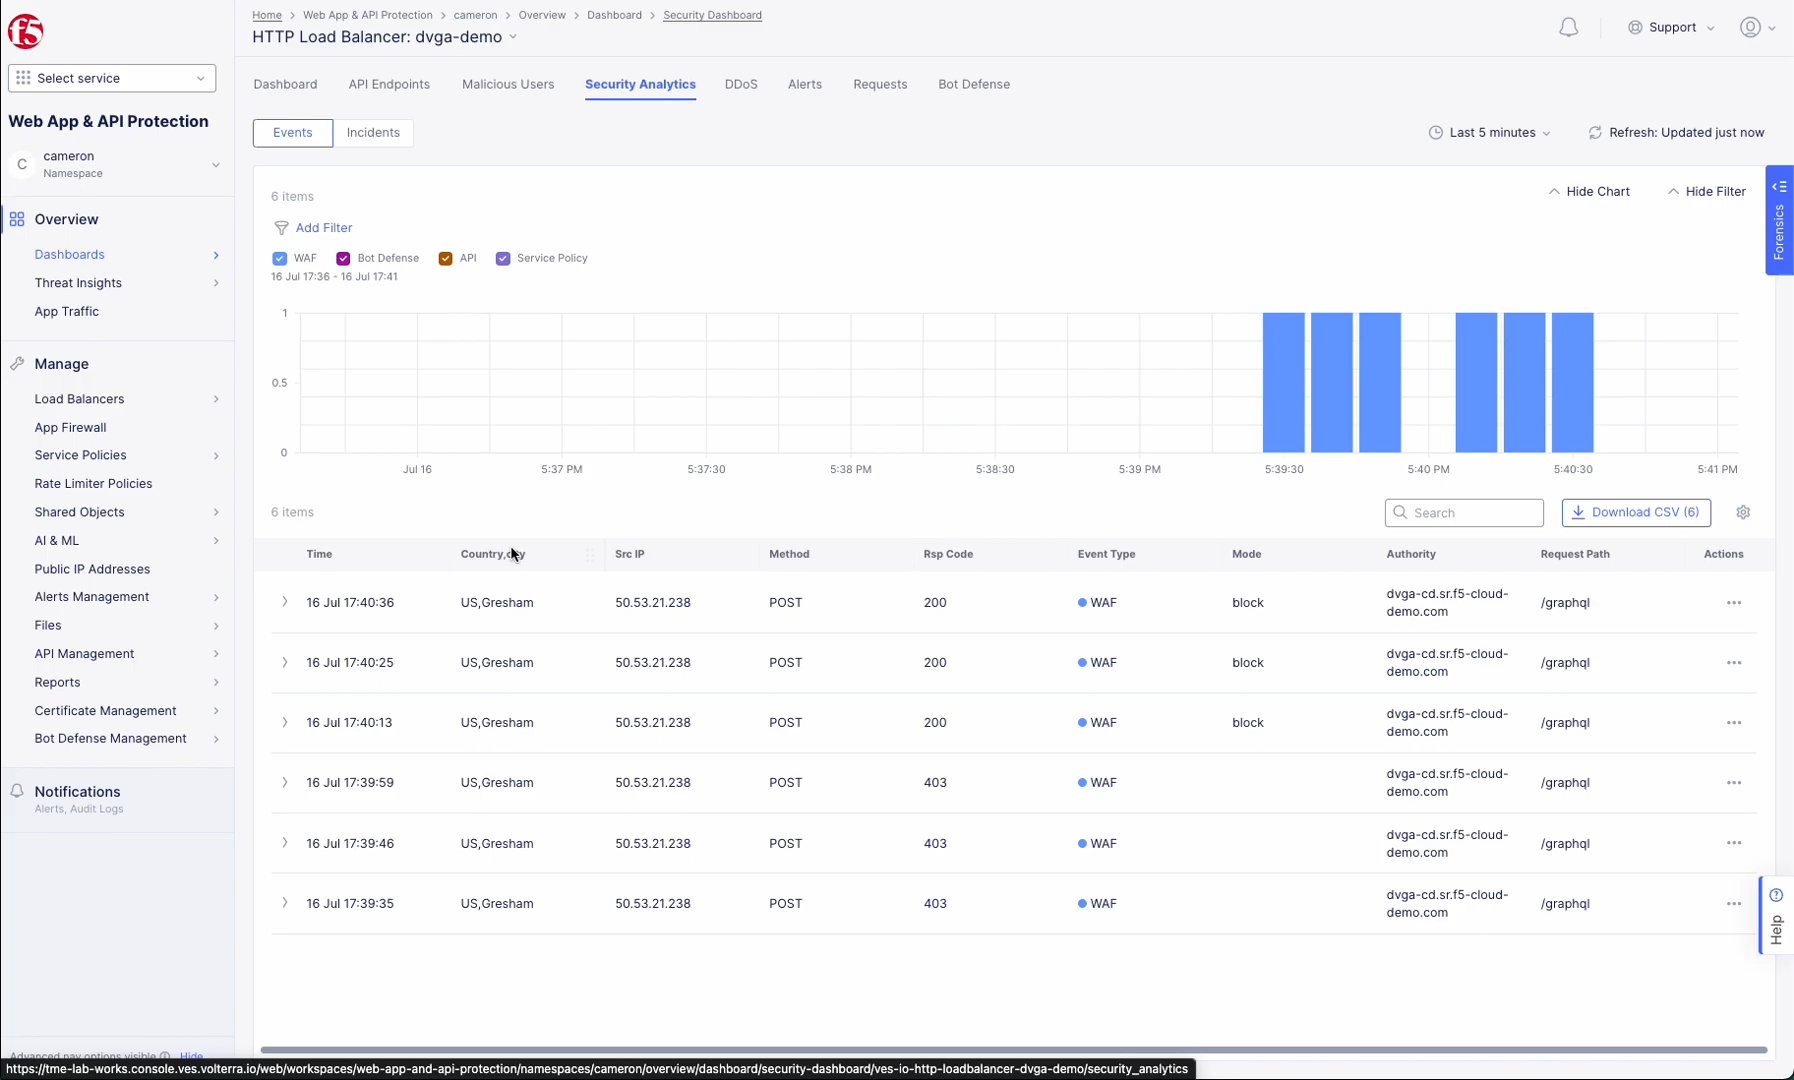 f5
Select service
Web App & API Protection
C
cameron
Namespace
Overview
Dashboards
Threat Insights
App Traffic
Manage
Load Balancers
App Firewall
Service Policies
Rate Limiter Policies
Shared Objects
AI & ML
Public IP Addresses
Alerts Management
Files
API Management
Reports
Certificate Management
Bot Defense Management
Notifications
Alerts, Audit Logs
Advanced nav options visible Hide
Home > Web App & API Protection > cameron > Overview > Dashboard > Security Dashboard
HTTP Load Balancer: dvga-demo
Support
Dashboard API Endpoints Malicious Users Security Analytics DDoS Alerts Requests Bot Defense
Events Incidents
Last 5 minutes Refresh: Updated just now
6 items
Hide Chart Hide Filter
Forensics
Add Filter
WAF Bot Defense API Service Policy
16 Jul 17:36 - 16 Jul 17:41
1
0.5
0
Jul 16 5:37 PM 5:37:30 5:38 PM 5:38:30 5:39 PM 5:39:30 5:40 PM 5:40:30 5:41 PM
6 items
Search
Download CSV (6)
Time Src IP Method Rsp Code Event Type Mode Authority Request Path Actions
16 Jul 17:40:36 US,Gresham 50.53.21.238 POST 200 WAF block dvga-cd.sr.f5-cloud- /graphql
demo.com
16 Jul 17:40:25 US,Gresham 50.53.21.238 POST 200 WAF block dvga-cd.sr.f5-cloud- /graphql
demo.com
16 Jul 17:40:13 US,Gresham 50.53.21.238 POST 200 WAF block dvga-cd.sr.f5-cloud- /graphql
demo.com
16 Jul 17:39:59 US,Gresham 50.53.21.238 POST 403 WAF dvga-cd.sr.f5-cloud- /graphql
demo.com
16 Jul 17:39:46 US,Gresham 50.53.21.238 POST 403 WAF dvga-cd.sr.f5-cloud- /graphql
demo.com
16 Jul 17:39:35 US,Gresham 50.53.21.238 POST 403 WAF dvga-cd.sr.f5-cloud- /graphql
demo.com
Help
https://tme-lab-works.console.ves.volterra.io/web/workspaces/web-app-and-api-protection/namespaces/cameron/overview/dashboard/security-dashboard/ves-io-http-loadbalancer-dvga-demo/security_analytics